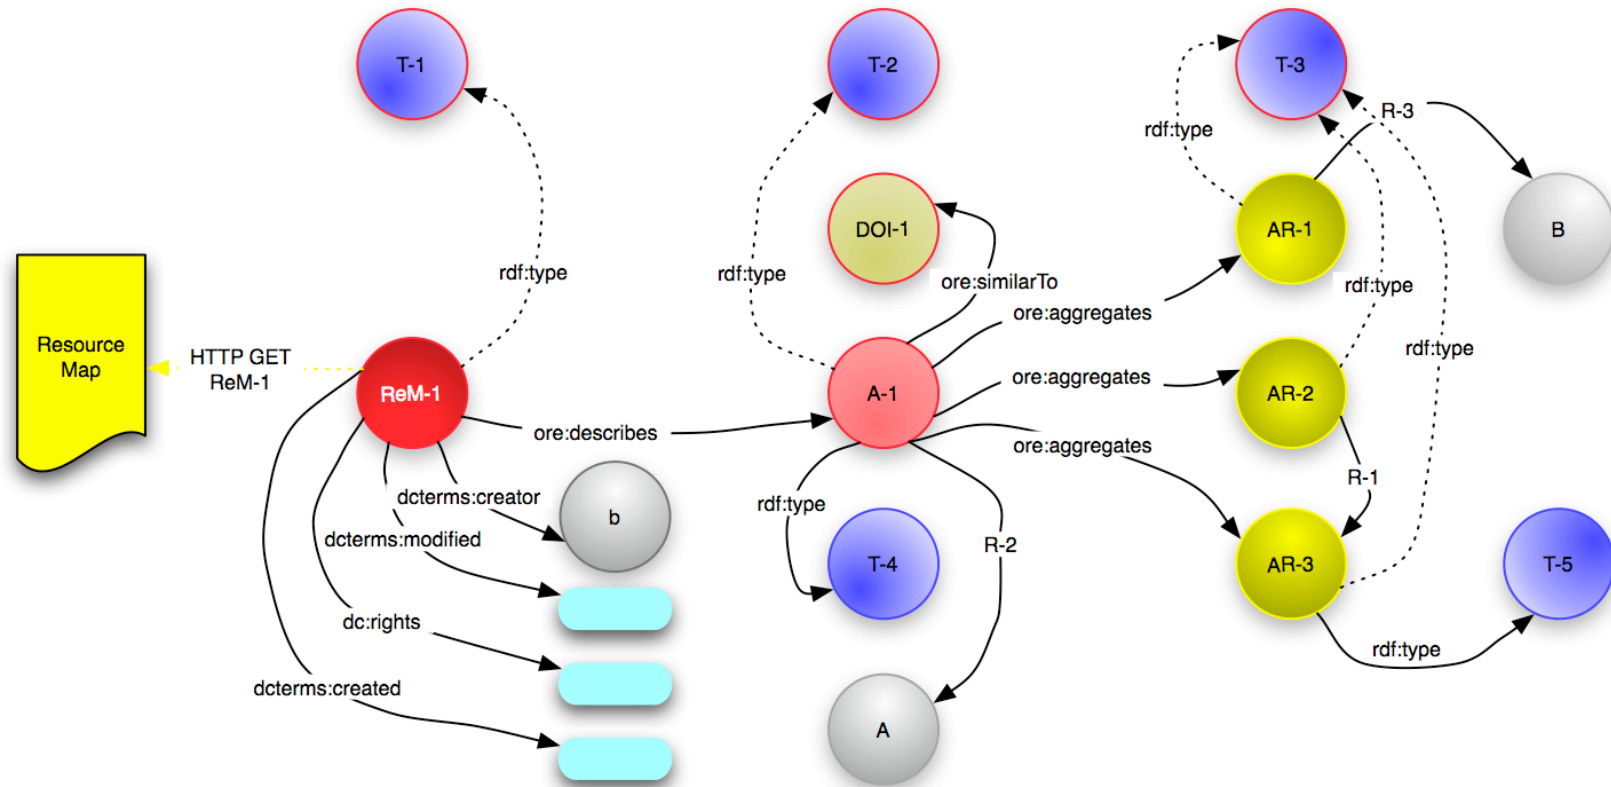 T-1
T-2
T-3
R-3
rdf:type
DOI-1
AR-1
B
rdf:type
rdf:type
ore:similarTo
rdf:type
ore:aggregates
Resource
Map
HTTP GET
ReM-1
ReM-1
A-1
ore:aggregates
AR-2
rdf:type
ore:describes
ore:aggregates
R-1
dcterms:creator
b
rdf:type
dcterms:modified
R-2
T-4
AR-3
T-5
dc:rights
rdf:type
dcterms:created
A